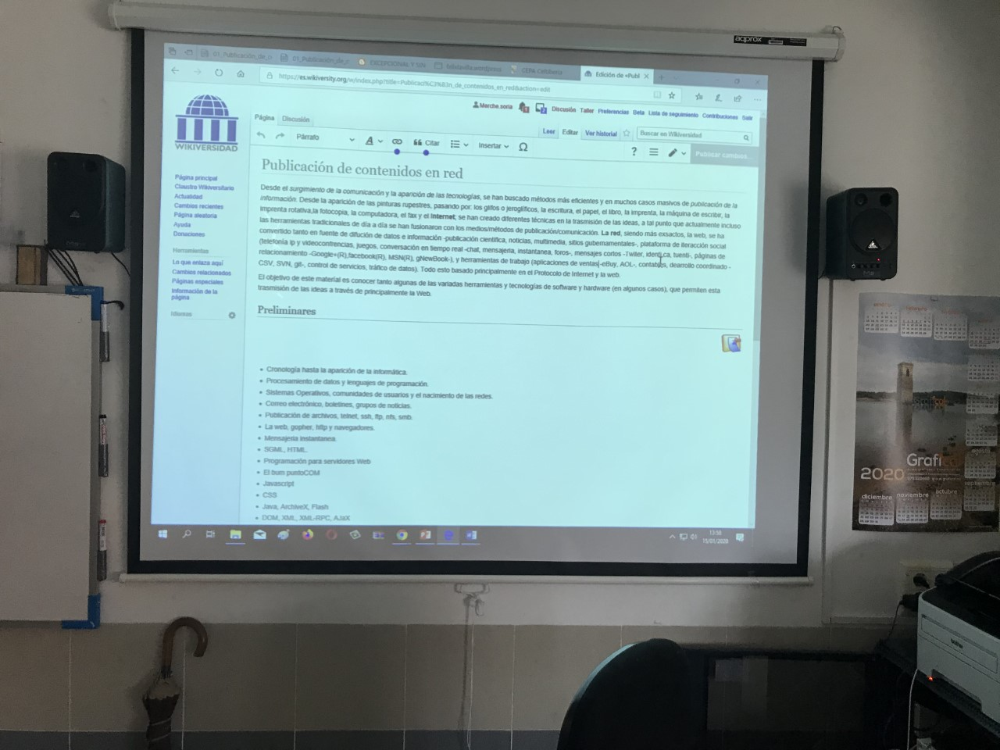 aqprox
01_Publicación_de_c
01_Publicación_de_c
EXCEPCIONAL Y SIN
CEPA Celtiberia
Edición de «Publ
https://es.wikiversity.org/w/index.php?title=Publicaci%C3%B3n_de_contenidos_en_red&action=edit
Merche.soria Discusión Taller Preferencias Beta Lista de seguimiento Contribuciones Salir
Página Discusión
Leer Editar Ver historial Buscar en Wikiversidad
Párrafo A Citar Insertar Ω ? Publicar cambios...
WIKIVERSIDAD
Página principal
Claustro Wikiversitario
Actualidad
Cambios recientes
Página aleatoria
Ayuda
Donaciones
Herramientas
Lo que enlaza aquí
Cambios relacionados
Páginas especiales
Información de la
página
Idiomas
Publicación de contenidos en red
Desde el surgimiento de la comunicación y la aparición de las tecnologías, se han buscado métodos más eficientes y en muchos casos masivos de publicación de la
información. Desde la aparición de las pinturas rupestres, pasando por: los glifos o jeroglíficos, la escritura, el papel, el libro, la imprenta, la máquina de escribir, la
imprenta rotativa,la fotocopia, la computadora, el fax y el Internet; se han creado diferentes técnicas en la trasmisión de las ideas, a tal punto que actualmente incluso
las herramientas tradicionales de día a día se han fusionaron con los medios/métodos de publicación/comunicación. La red, siendo más exsactos, la web, se ha
convertido tanto en fuente de difución de datos e información -publicación científica, noticias, multimedia, sitios gubernamentales-, plataforma de iteracción social
(telefonía ip y videoconfrencias, juegos, conversación en tiempo real -chat, mensajeria, instantanea, foros-, mensajes cortos -Twiter, identi.ca, tuenti-, páginas de
relacionamiento -Google+(R),facebook(R), MSN(R), gNewBook-), y herramientas de trabajo (aplicaciones de ventas -eBuy, AOL-, contables, dearrollo coordinado -
CSV, SVN, git-, control de servicios, tráfico de datos). Todo esto basado principalmente en el Protocolo de Internet y la web.
El objetivo de este material es conocer tanto algunas de las variadas herramientas y tecnologías de software y hardware (en algunos casos), que permiten esta
trasmisión de las ideas a través de principalmente la Web.
Preliminares
Cronología hasta la aparición de la informática.
Procesamiento de datos y lenguajes de programación.
Sistemas Operativos, comunidades de usuarios y el nacimiento de las redes.
Correo electrónico, boletines, grupos de noticias.
Publicación de archivos, telnet, ssh, ftp, nfs, smb.
La web, gopher, http y navegadores.
Mensajería instantanea.
SGML, HTML.
Programación para servidores Web
El bum puntoCOM
Javascript
CSS
Java, ArchiveX, Flash
DOM, XML, XML-RPC, AJaX
13:58
15/01/2020
Grafi
2020
diciembre noviembre octubre
brother